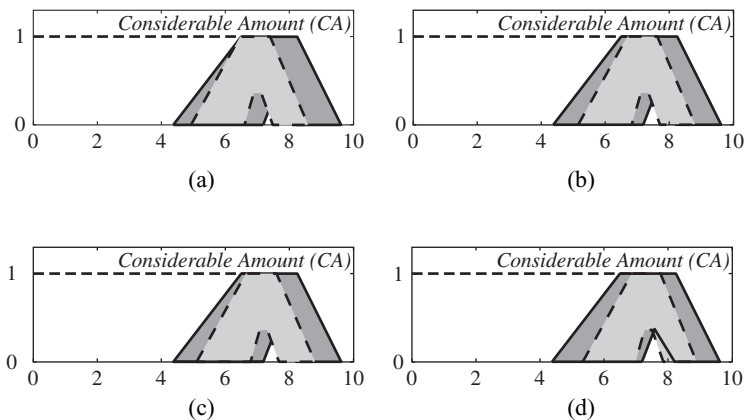 Considerable Amount (CA)
1
0
0 2 4 6 8 10
(a)
Considerable Amount (CA)
1
0
0 2 4 6 8 10
(b)
Considerable Amount (CA)
1
0
0 2 4 6 8 10
(c)
Considerable Amount (CA)
1
0
0 2 4 6 8 10
(d)